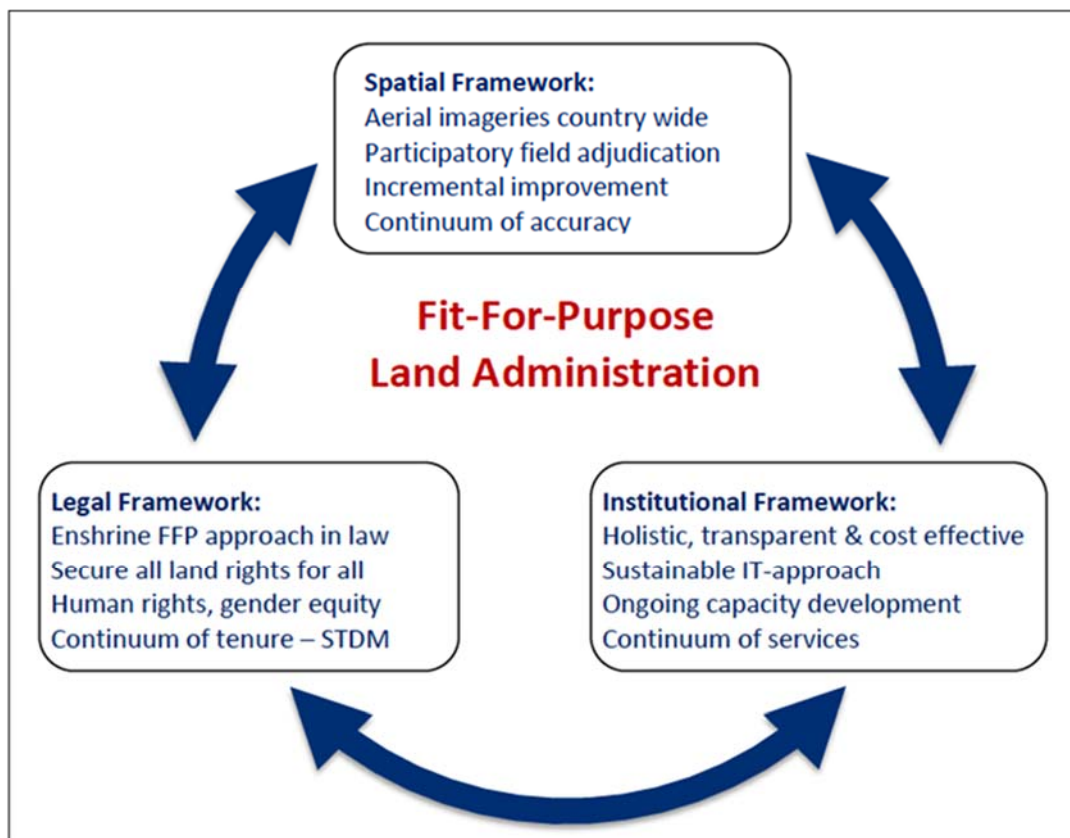 Spatial Framework:
Aerial imageries country wide
Participatory field adjudication
Incremental improvement
Continuum of accuracy
Fit-For-Purpose
Land Administration
Legal Framework:
Enshrine FFP approach in law
Secure all land rights for all
Human rights, gender equity
Continuum of tenure – STDM
Institutional Framework:
Holistic, transparent & cost effective
Sustainable IT-approach
Ongoing capacity development
Continuum of services